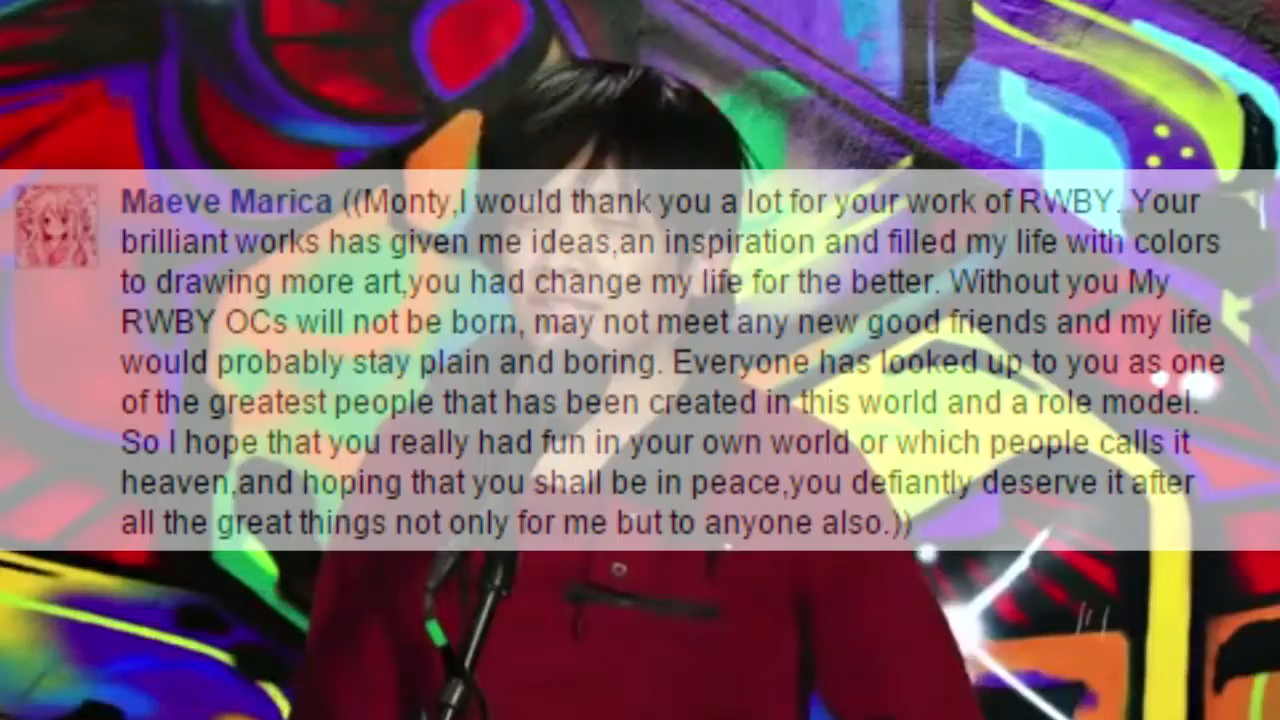 Maeve Marica ((Monty,I would thank you a lot for your work of RWBY. Your
brilliant works has given me ideas,an inspiration and filled my life with colors
to drawing more art,you had change my life for the better. Without you My
RWBY OCs will not be born, may not meet any new good friends and my life
would probably stay plain and boring. Everyone has looked up to you as one
of the greatest people that has been created in this world and a role model.
So I hope that you really had fun in your own world or which people calls it
heaven,and hoping that you shall be in peace,you defiantly deserve it after
all the great things not only for me but to anyone also.))